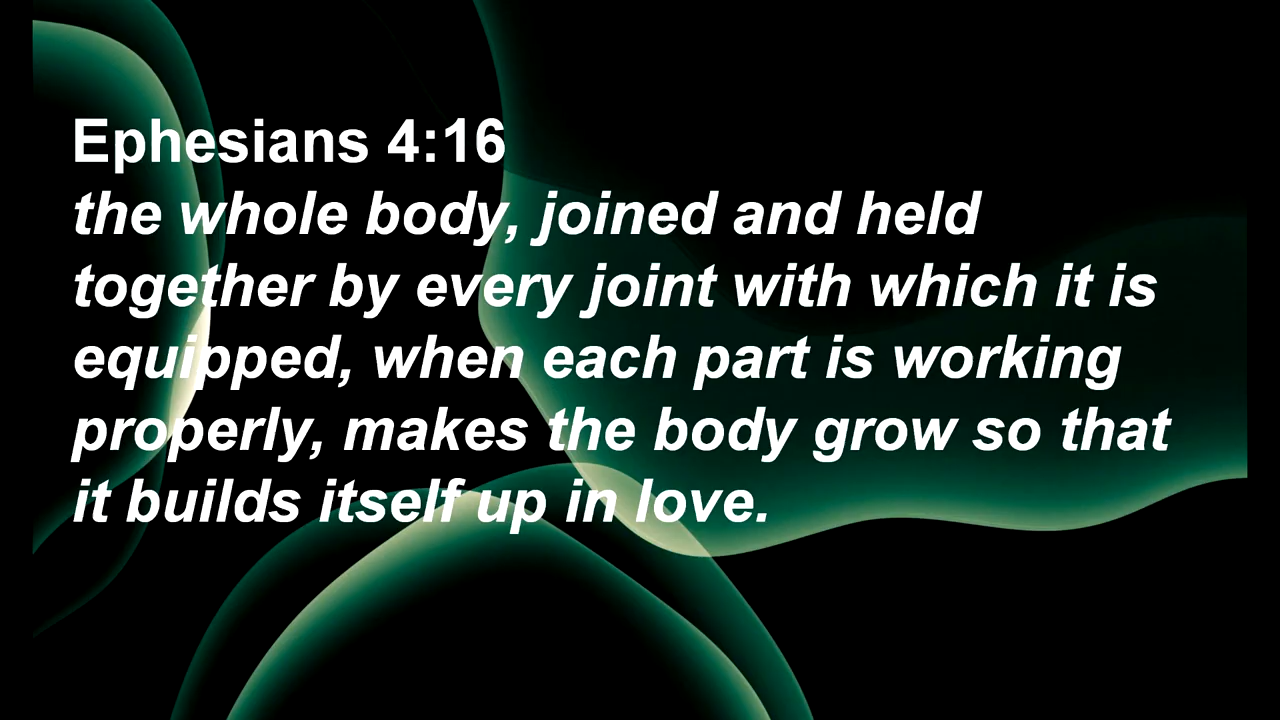 Ephesians 4:16
the whole body, joined and held
together by every joint with which it is
equipped, when each part is working
properly, makes the body grow so that
it builds itself up in love.